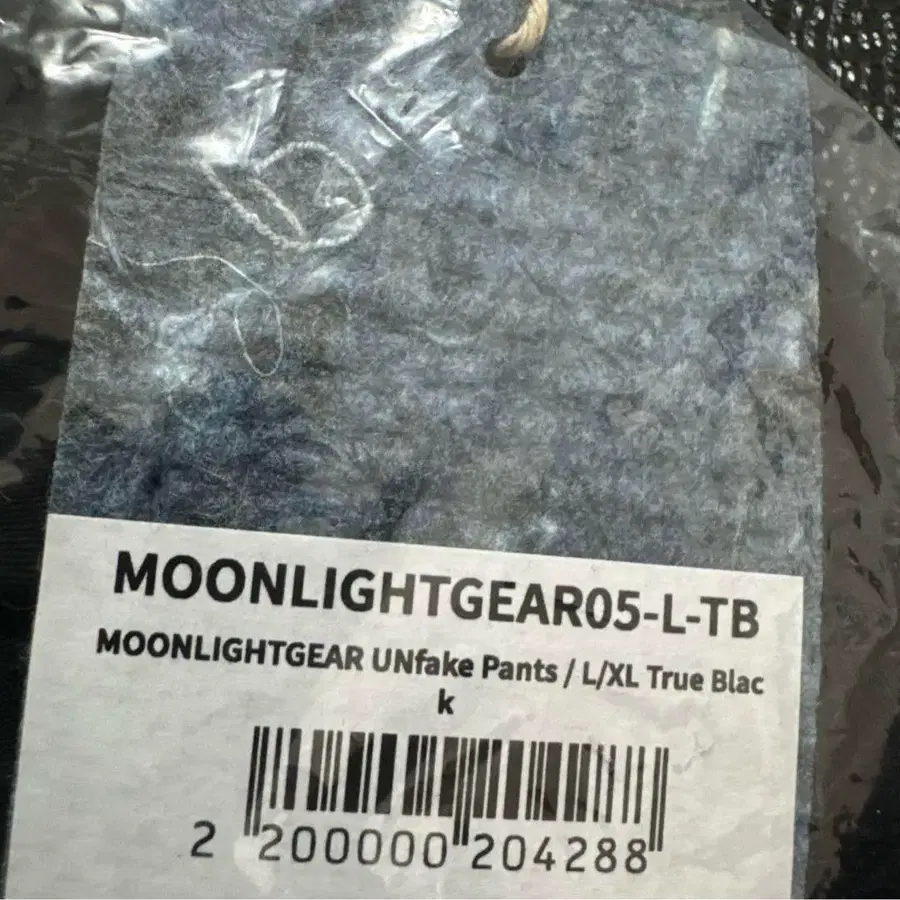 MOONLIGHTGEAR05-L-TB
MOONLIGHTGEAR UNfake Pants / L/XL True Blac
k
2 200000 204288